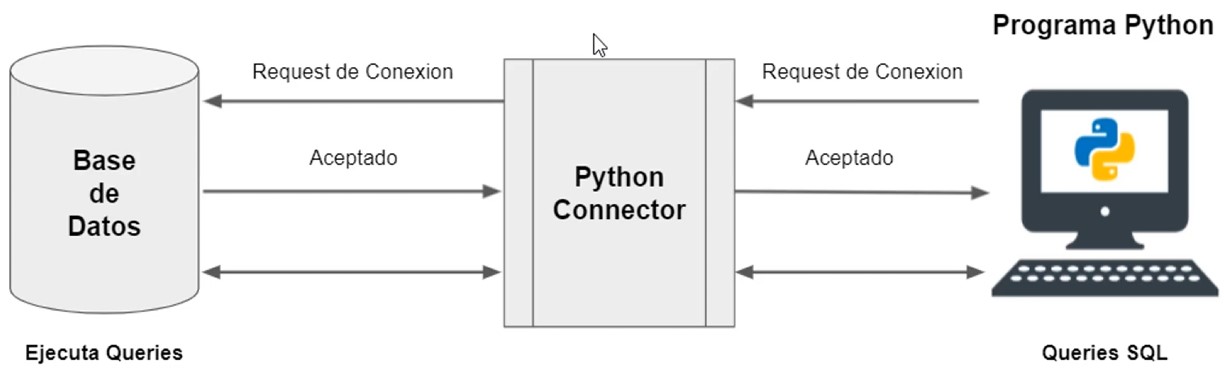 Programa Python
Request de Conexion
Request de Conexion
Aceptado
Aceptado
Base
de
Datos
Python
Connector
Ejecuta Queries
Queries SQL